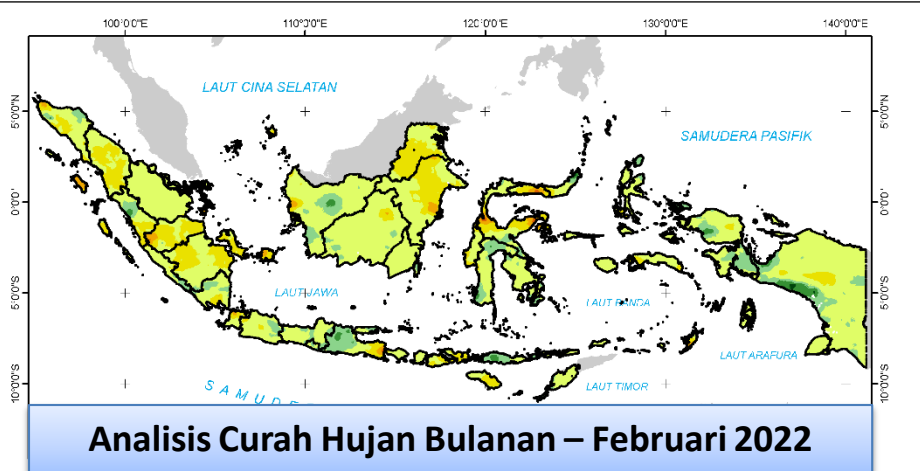 100°0'0"E 110°0'0"E 120°0'0"E 130°0'0"E 140°0'0"E
LAUT CINA SELATAN
5°0'0"N 5°0'0"N
SAMUDERA PASIFIK
0°0'0" 0°0'0"
5°0'0"S 5°0'0"S
LAUT JAWA
LAUT BANDA
LAUT ARAFURA
10°0'0"S 10°0'0"S
LAUT TIMOR
Analisis Curah Hujan Bulanan – Februari 2022